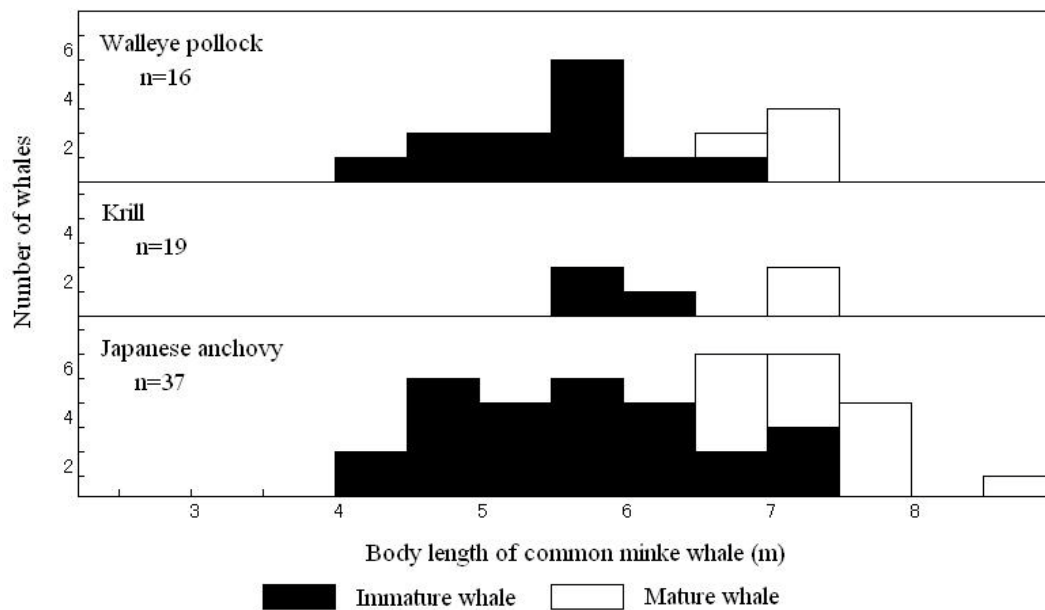 Walleye pollock
n=16
6
4
2
Krill
n=19
4
2
Japanese anchovy
n=37
6
4
2
Number of whales
3 4 5 6 7 8
Body length of common minke whale (m)
Immature whale Mature whale